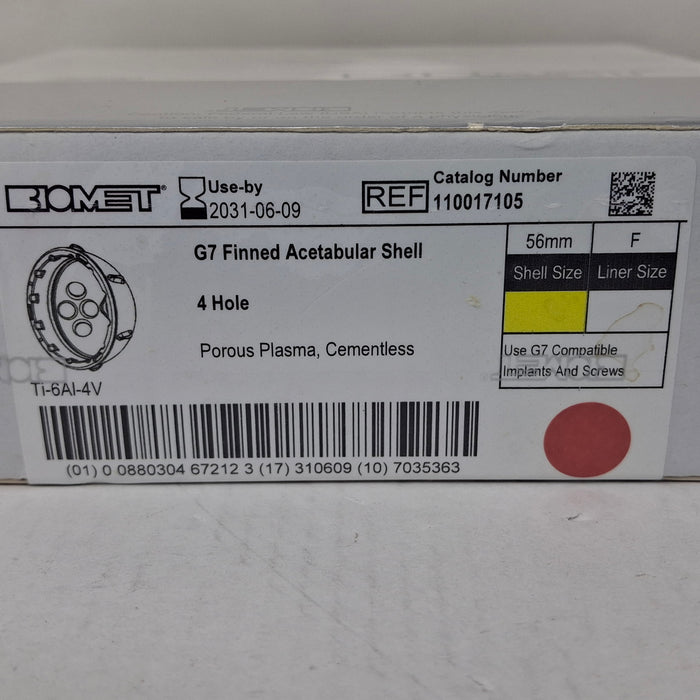 BIOMET®
Use-by
2031-06-09
REF
Catalog Number
110017105
G7 Finned Acetabular Shell
4 Hole
Porous Plasma, Cementless
56mm F
Shell Size Liner Size
Use G7 Compatible
Implants And Screws
BIOMET
BIOMET
Ti-6Al-4V
(01) 0 0880304 67212 3 (17) 310609 (10) 7035363